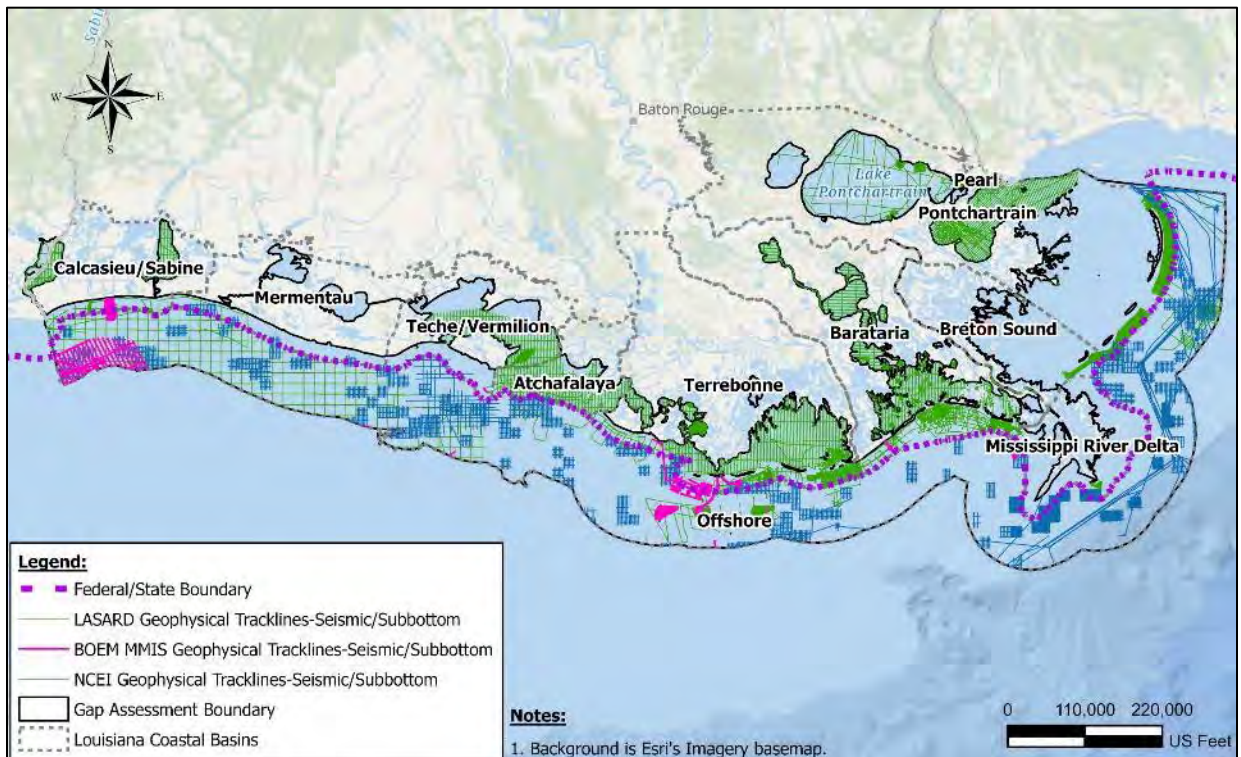 Sabi
N
W
E
S
Baton Rouge
Lake
Pontchartrain
Pearl
Pontchartrain
Calcasieu/Sabine
Mermentau
Teche/Vermilion
Barataria
Breton Sound
Atchafalaya
Terrebonne
Mississippi River Delta
Offshore
Legend:
Federal/State Boundary
LASARD Geophysical Tracklines-Seismic/Subbottom
BOEM MMIS Geophysical Tracklines-Seismic/Subbottom
NCEI Geophysical Tracklines-Seismic/Subbottom
Gap Assessment Boundary
Louisiana Coastal Basins
Notes:
1. Background is Esri's Imagery basemap.
0 110,000 220,000
US Feet